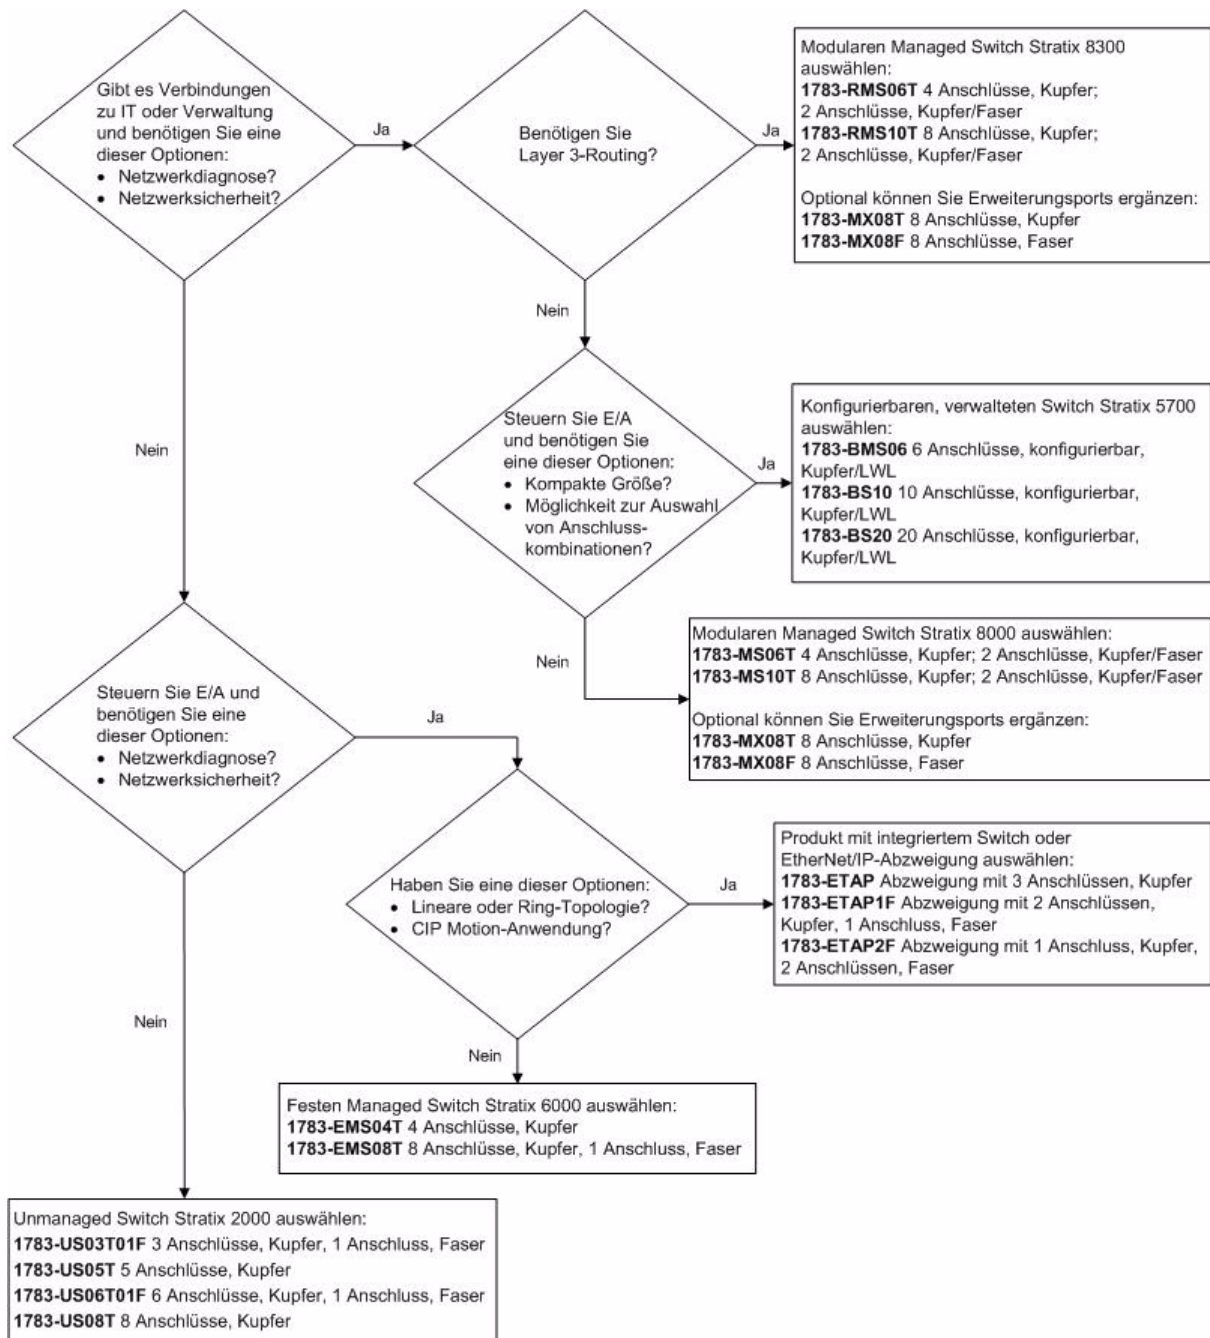 Gibt es Verbindungen
zu IT oder Verwaltung
und benötigen Sie eine
dieser Optionen:
• Netzwerkdiagnose?
• Netzwerksicherheit?
Ja
Benötigen Sie
Layer 3-Routing?
Ja
Modularen Managed Switch Stratix 8300
auswählen:
1783-RMS06T 4 Anschlüsse, Kupfer;
2 Anschlüsse, Kupfer/Faser
1783-RMS10T 8 Anschlüsse, Kupfer;
2 Anschlüsse, Kupfer/Faser
Optional können Sie Erweiterungsports ergänzen:
1783-MX08T 8 Anschlüsse, Kupfer
1783-MX08F 8 Anschlüsse, Faser
Nein
Nein
Steuern Sie E/A
und benötigen Sie
eine dieser Optionen:
• Kompakte Größe?
• Möglichkeit zur Auswahl
von Anschluss-
kombinationen?
Ja
Konfigurierbaren, verwalteten Switch Stratix 5700
auswählen:
1783-BMS06 6 Anschlüsse, konfigurierbar,
Kupfer/LWL
1783-BS10 10 Anschlüsse, konfigurierbar,
Kupfer/LWL
1783-BS20 20 Anschlüsse, konfigurierbar,
Kupfer/LWL
Nein
Modularen Managed Switch Stratix 8000 auswählen:
1783-MS06T 4 Anschlüsse, Kupfer; 2 Anschlüsse, Kupfer/Faser
1783-MS10T 8 Anschlüsse, Kupfer; 2 Anschlüsse, Kupfer/Faser
Optional können Sie Erweiterungsports ergänzen:
1783-MX08T 8 Anschlüsse, Kupfer
1783-MX08F 8 Anschlüsse, Faser
Steuern Sie E/A und
benötigen Sie eine
dieser Optionen:
• Netzwerkdiagnose?
• Netzwerksicherheit?
Ja
Haben Sie eine dieser Optionen:
• Lineare oder Ring-Topologie?
• CIP Motion-Anwendung?
Ja
Produkt mit integriertem Switch oder
EtherNet/IP-Abzweigung auswählen:
1783-ETAP Abzweigung mit 3 Anschlüssen, Kupfer
1783-ETAP1F Abzweigung mit 2 Anschlüssen,
Kupfer, 1 Anschluss, Faser
1783-ETAP2F Abzweigung mit 1 Anschluss, Kupfer,
2 Anschlüssen, Faser
Nein
Nein
Festen Managed Switch Stratix 6000 auswählen:
1783-EMS04T 4 Anschlüsse, Kupfer
1783-EMS08T 8 Anschlüsse, Kupfer, 1 Anschluss, Faser
Unmanaged Switch Stratix 2000 auswählen:
1783-US03T01F 3 Anschlüsse, Kupfer, 1 Anschluss, Faser
1783-US05T 5 Anschlüsse, Kupfer
1783-US06T01F 6 Anschlüsse, Kupfer, 1 Anschluss, Faser
1783-US08T 8 Anschlüsse, Kupfer